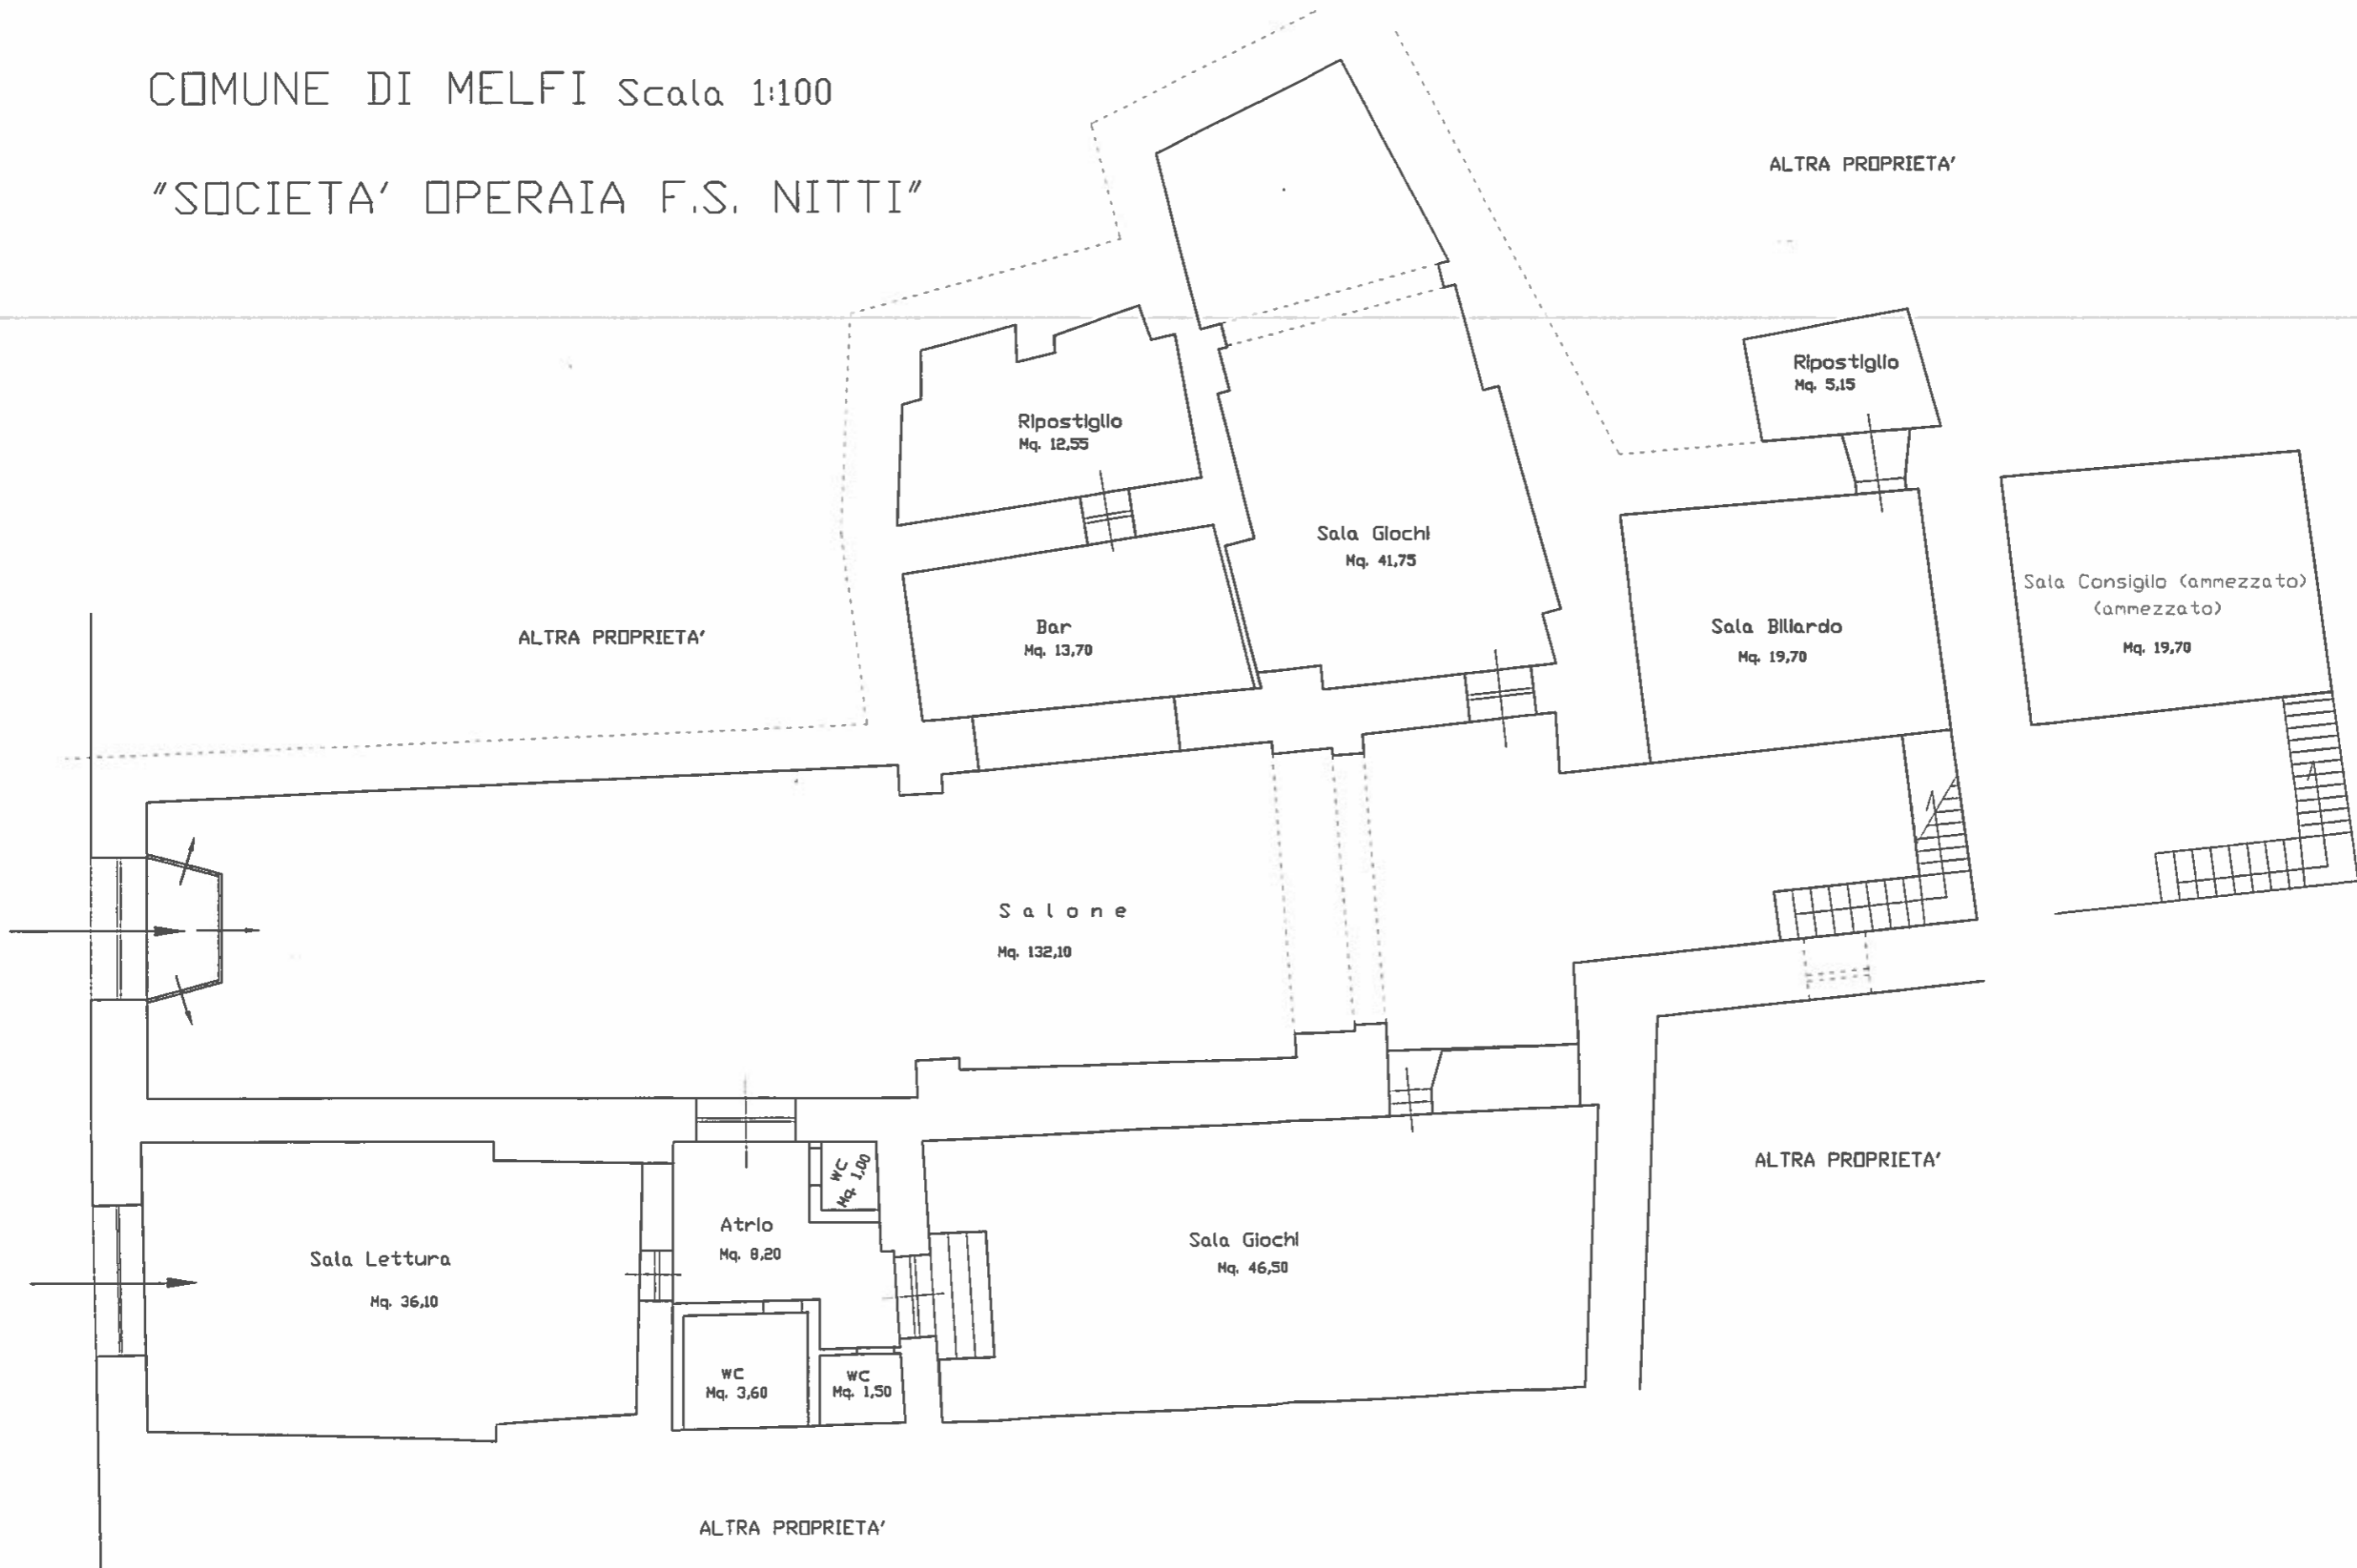 COMUNE DI MELFI Scala 1:100
"SOCIETA' OPERAIA F.S. NITTI"
ALTRA PROPRIETA'
Ripostiglio
Mq. 5,15
Ripostiglio
Mq. 12,55
Sala Giochi
Mq. 41,75
Sala Consiglio (ammezzato)
(ammezzato)
Mq. 19,70
Sala Biliardo
Mq. 19,70
Bar
Mq. 13,70
ALTRA PROPRIETA'
Salone
Mq. 132,10
WC
Mq. 1,00
ALTRA PROPRIETA'
Atrio
Mq. 8,20
Sala Giochi
Mq. 46,50
Sala Lettura
Mq. 36,10
WC
Mq. 3,60
WC
Mq. 1,50
ALTRA PROPRIETA'